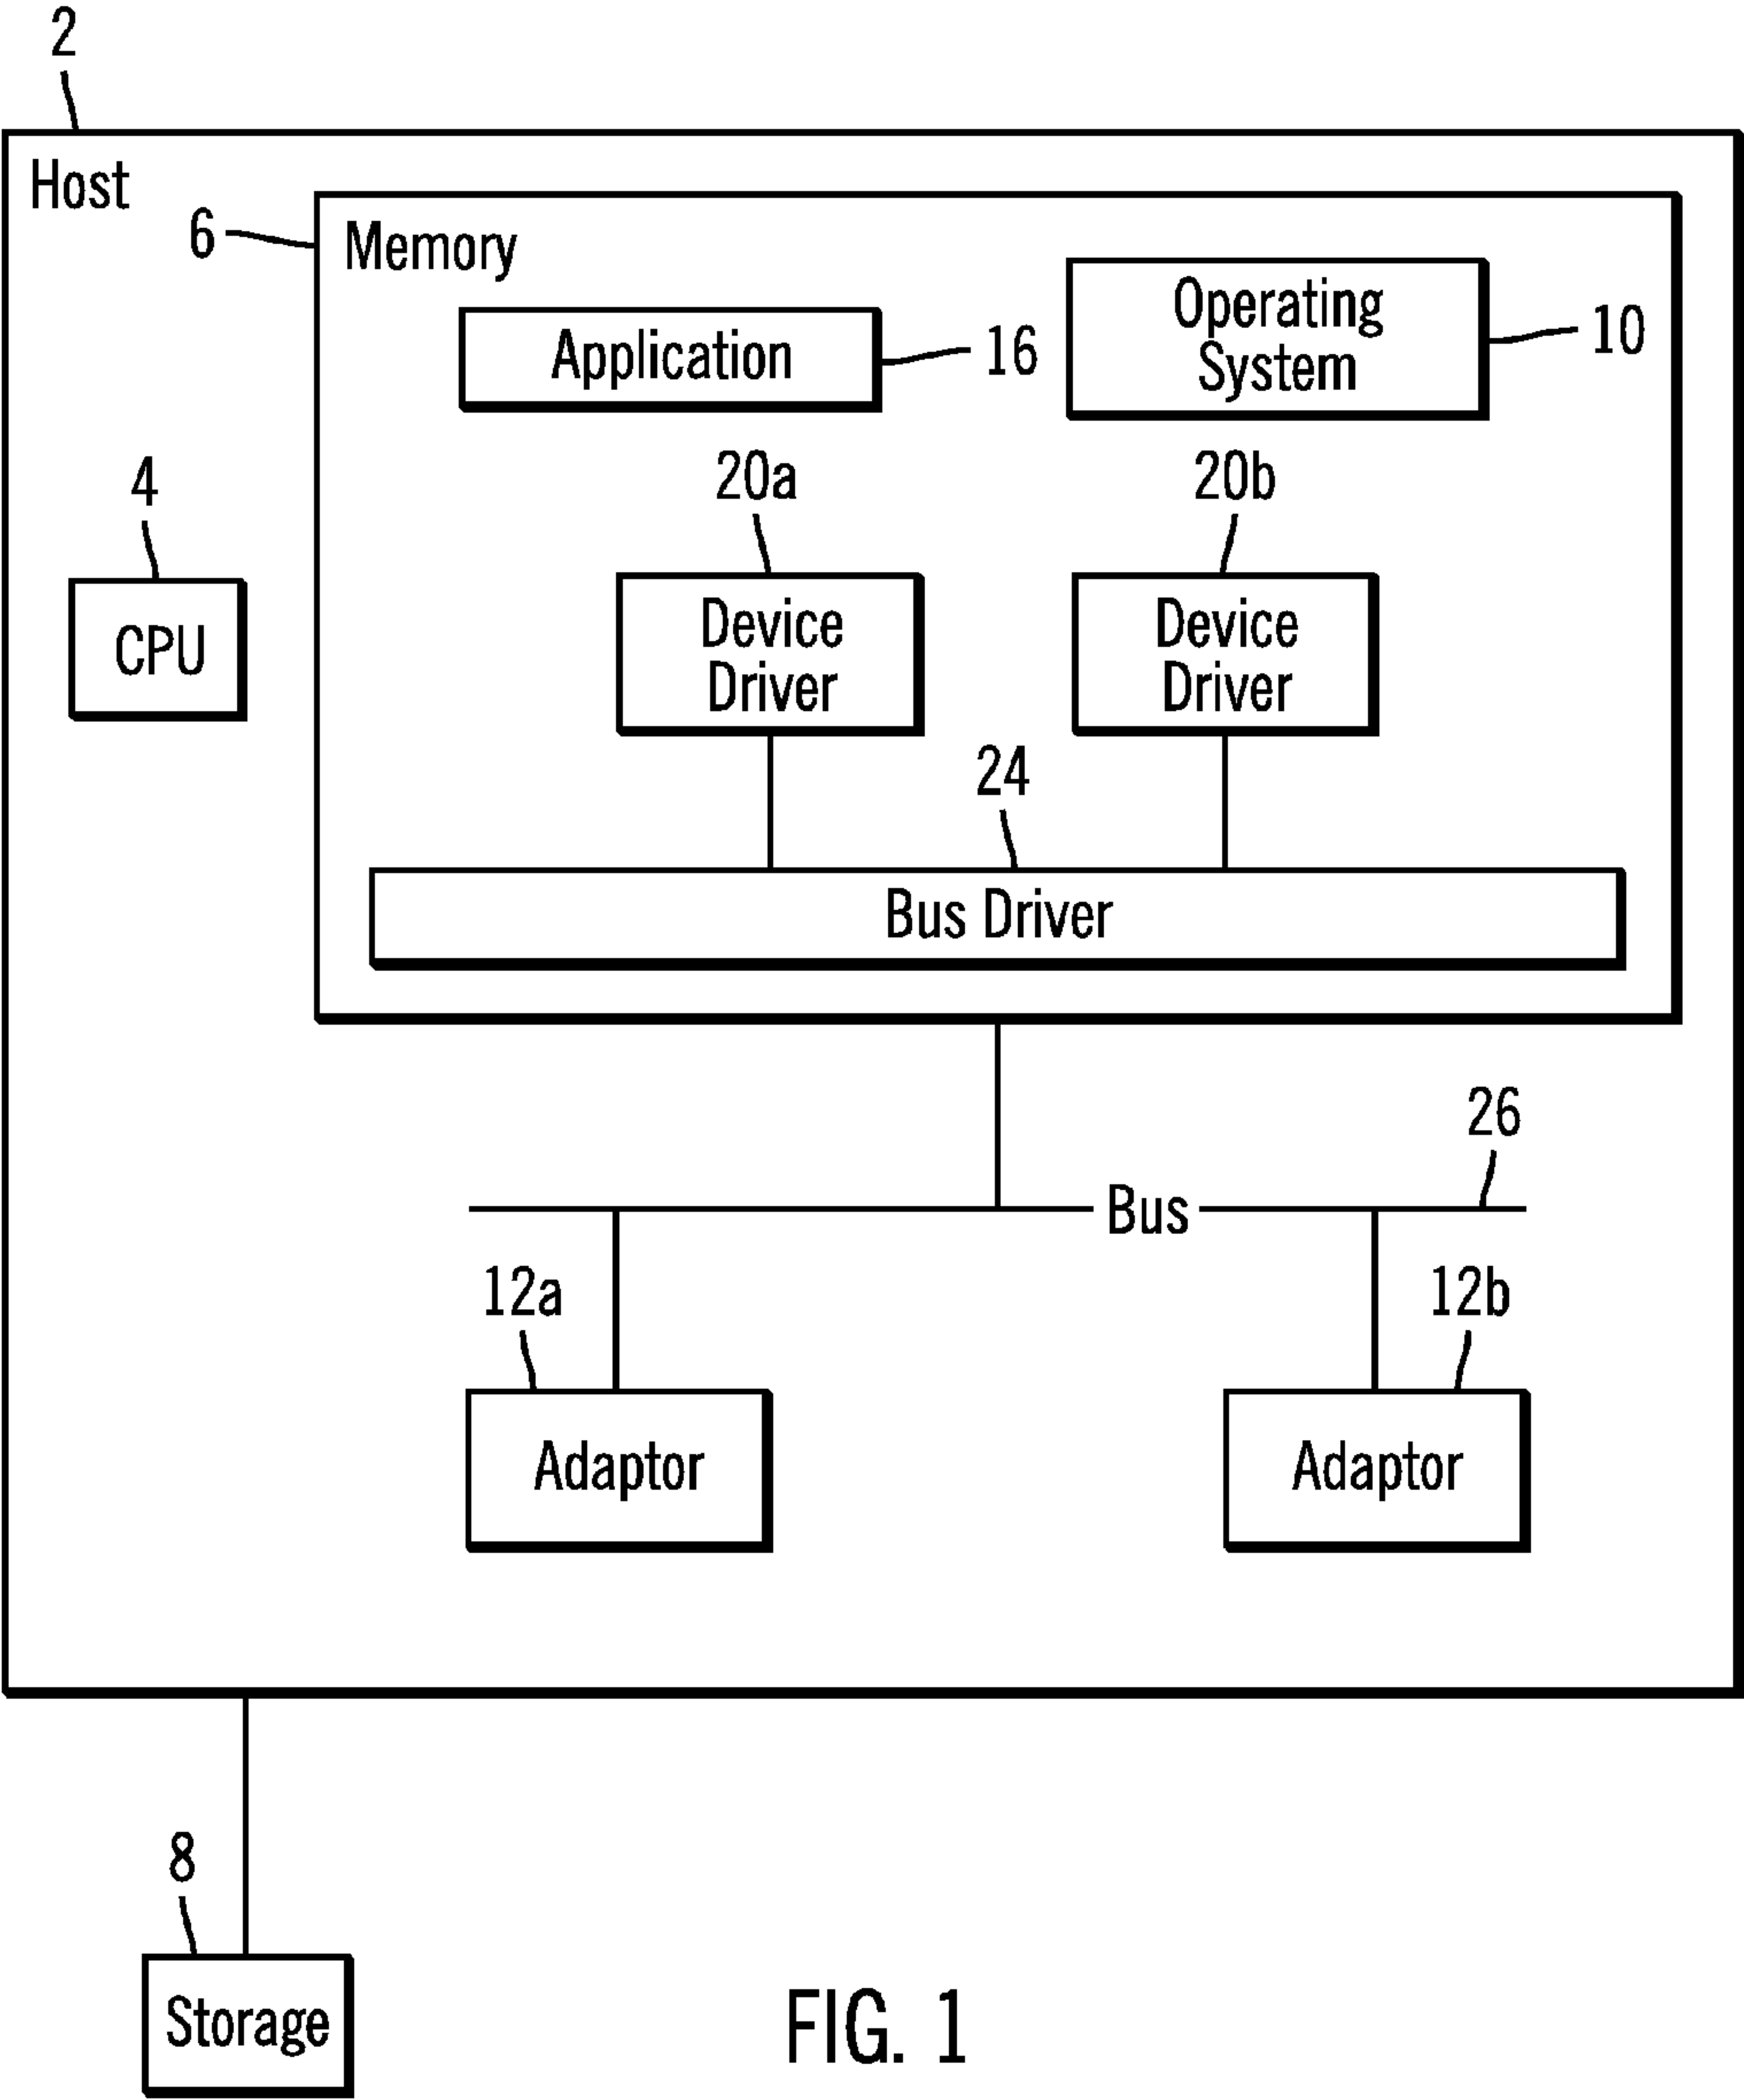 2
Host
6
Memory
Application
16
Operating
System
10
4
CPU
20a
20b
Device
Driver
Device
Driver
24
Bus Driver
26
Bus
12a
12b
Adaptor
Adaptor
8
Storage
FIG. 1